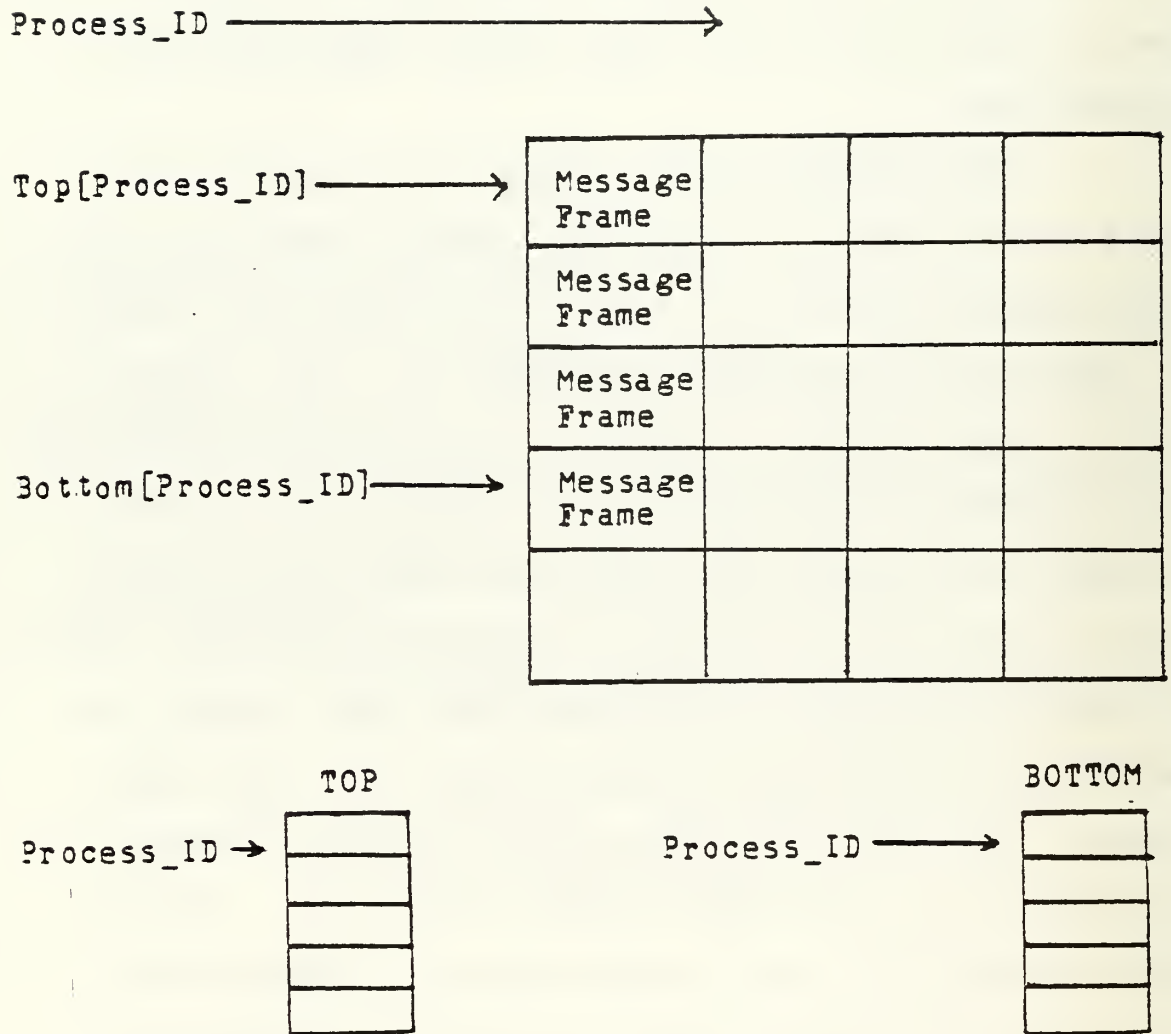 Process_ID
Top[Process_ID]
Message
Frame
Message
Frame
Message
Frame
Bottom[Process_ID]
Message
Frame
TOP
BOTTOM
Process_ID
Process_ID